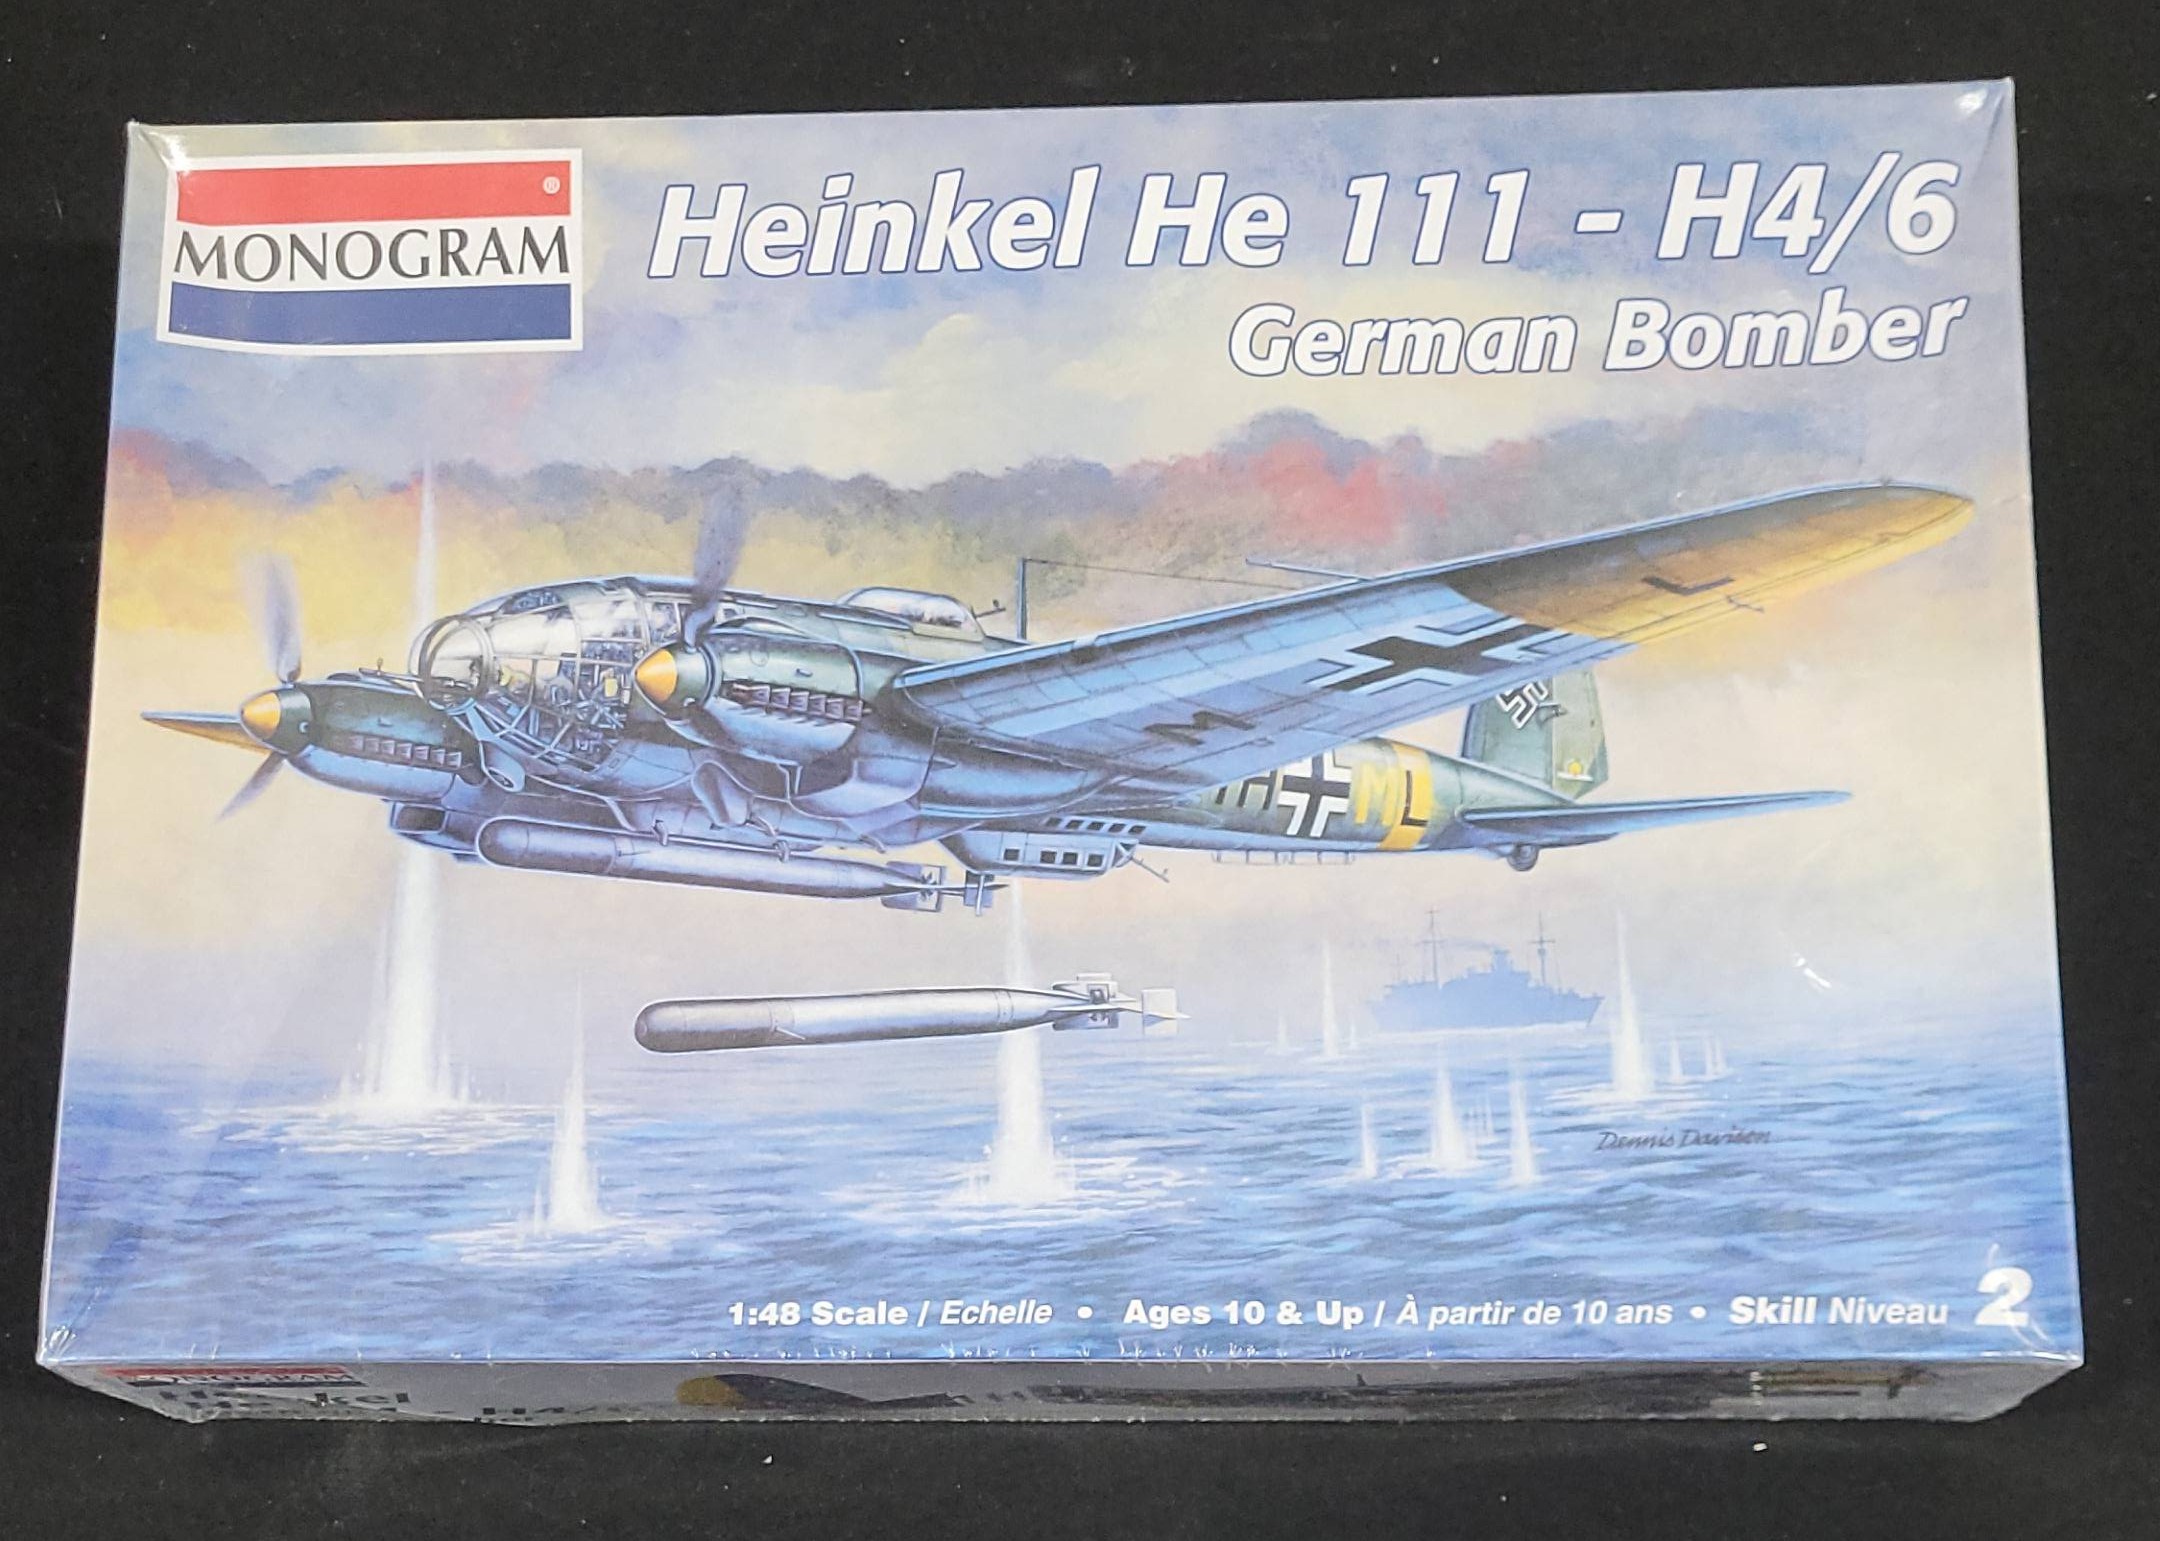 MONOGRAM®
Heinkel He 111 - H4/6
German Bomber
L
M
H M L
Dennis Davison
1:48 Scale / Echelle • Ages 10 & Up / À partir de 10 ans • Skill Niveau 2
MONOGRAM